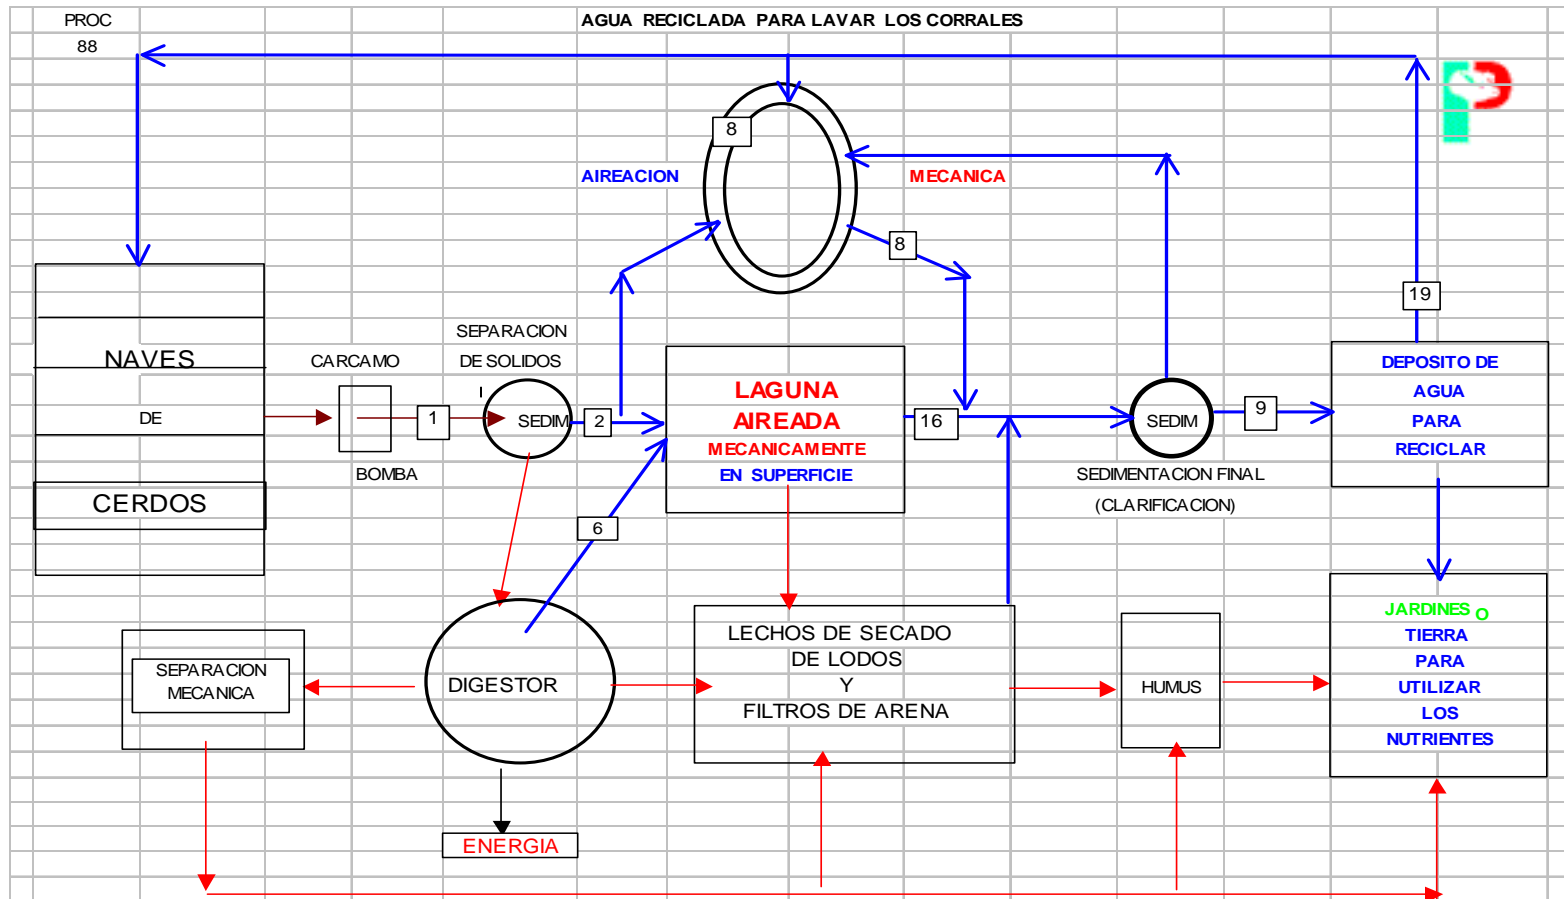 PROC
88
AGUA RECICLADA PARA LAVAR LOS CORRALES
8
AIREACION
MECANICA
8
19
NAVES
DE
CERDOS
CARCAMO
BOMBA
1
SEPARACION
DE SOLIDOS
SEDIM
2
6
LAGUNA
AIREADA
MECANICAMENTE
EN SUPERFICIE
16
SEDIM
SEDIMENTACION FINAL
(CLARIFICACION)
9
DEPOSITO DE
AGUA
PARA
RECICLAR
SEPARACION
MECANICA
DIGESTOR
ENERGIA
LECHOS DE SECADO
DE LODOS
Y
FILTROS DE ARENA
HUMUS
JARDINES O
TIERRA
PARA
UTILIZAR
LOS
NUTRIENTES